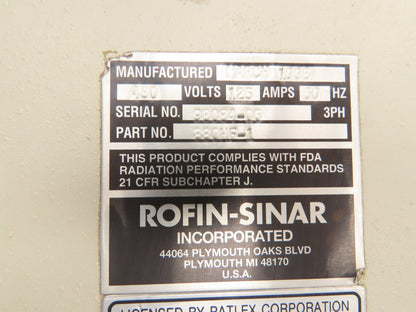 MANUFACTURED
VOLTS 125 AMPS HZ
SERIAL NO. 3PH
PART NO.
THIS PRODUCT COMPLIES WITH FDA
RADIATION PERFORMANCE STANDARDS
21 CFR SUBCHAPTER J.
ROFIN-SINAR
INCORPORATED
44064 PLYMOUTH OAKS BLVD
PLYMOUTH MI 48170
U.S.A.
LICENSED BY PATLEX CORPORATION